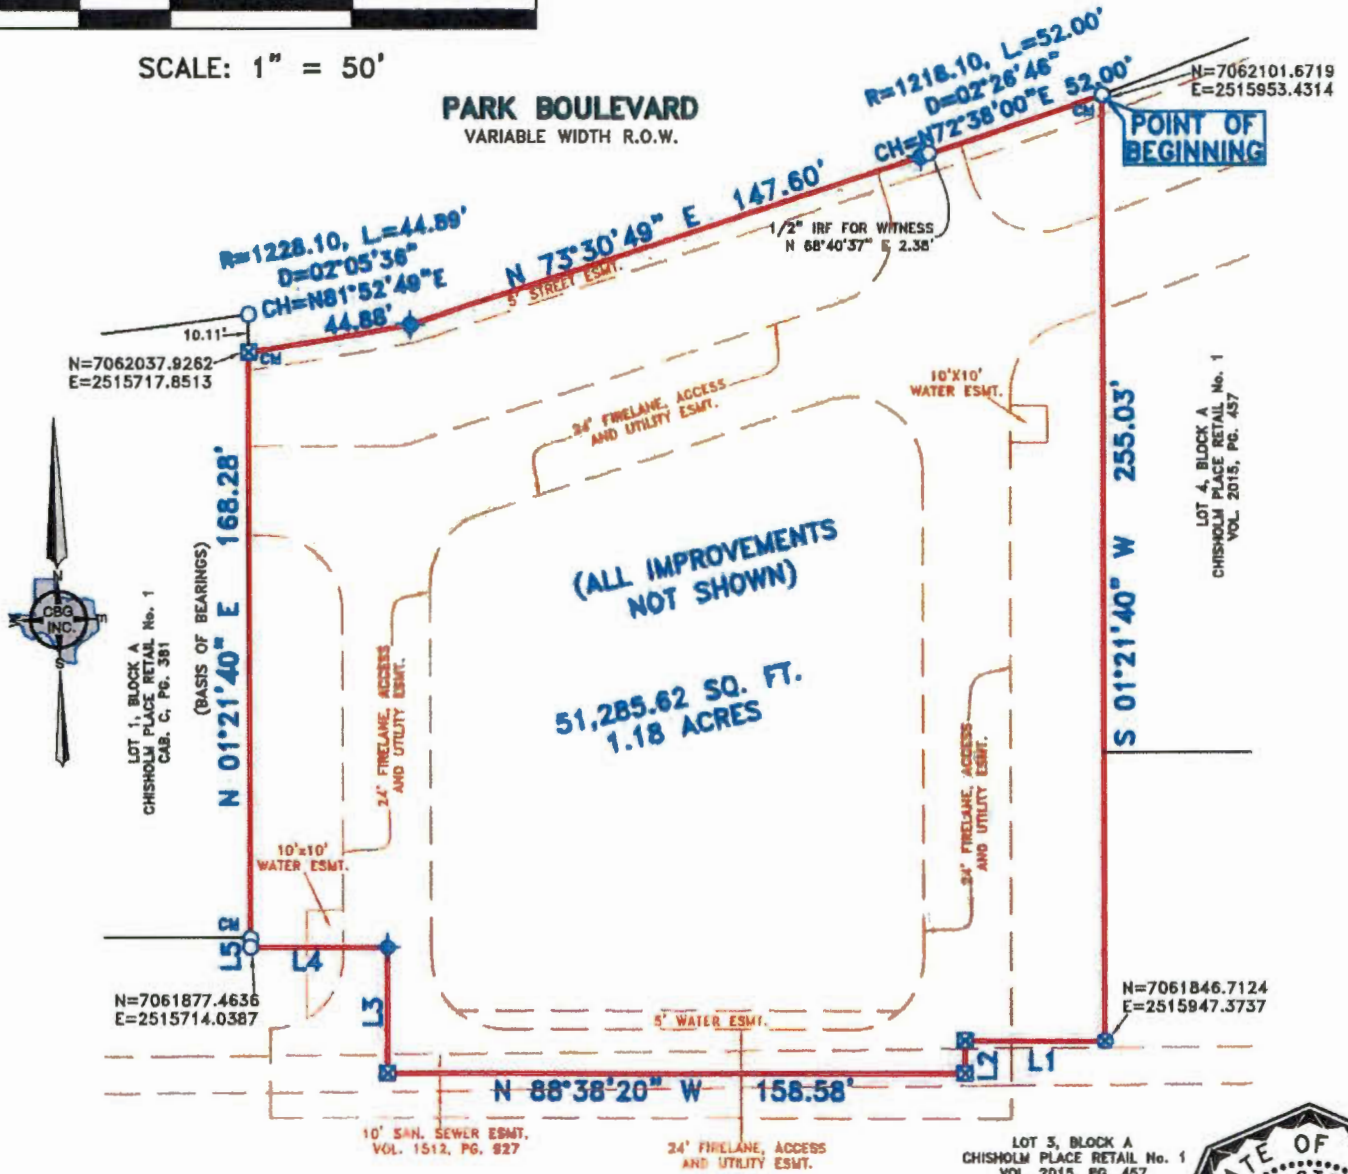 SCALE: 1" = 50'
PARK BOULEVARD
VARIABLE WIDTH R.O.W.
R=1218.10, L=52.00'
D=02°26'46"
CH=N72°38'00"E 52.00'
N=7062101.6719
E=2515953.4314
CM
POINT OF
BEGINNING
R=1228.10, L=44.89'
D=02°05'36"
CH=N81°52'49"E
44.88'
N 73°30'49" E 147.60'
5' STREET ESMT.
1/2" IRF FOR WITNESS
N 68°40'37" E 2.38'
10.11'
CM
N=7062037.9262
E=2515717.8513
24' FIRELANE, ACCESS
AND UTILITY ESMT.
10'X10'
WATER ESMT.
LOT 4, BLOCK A
CHISHOLM PLACE RETAIL No. 1
VOL. 2015, PG. 457
S 01°21'40" W 255.03'
N 01°21'40" E 168.28'
(BASIS OF BEARINGS)
LOT 1, BLOCK A
CHISHOLM PLACE RETAIL No. 1
CAB. C, PG. 381
N
W
CBG
INC.
E
S
(ALL IMPROVEMENTS
NOT SHOWN)
51,285.62 SQ. FT.
1.18 ACRES
24' FIRELANE, ACCESS
AND UTILITY ESMT.
24' FIRELANE, ACCESS
AND UTILITY ESMT.
10'x10'
WATER ESMT.
CM
L5
L4
L3
N=7061877.4636
E=2515714.0387
5' WATER ESMT.
N=7061846.7124
E=2515947.3737
L2
L1
N 88°38'20" W 158.58'
10' SAN. SEWER ESMT.
VOL. 1512, PG. 927
24' FIRELANE, ACCESS
AND UTILITY ESMT.
LOT 3, BLOCK A
CHISHOLM PLACE RETAIL No. 1
VOL. 2015, PG. 457
OF